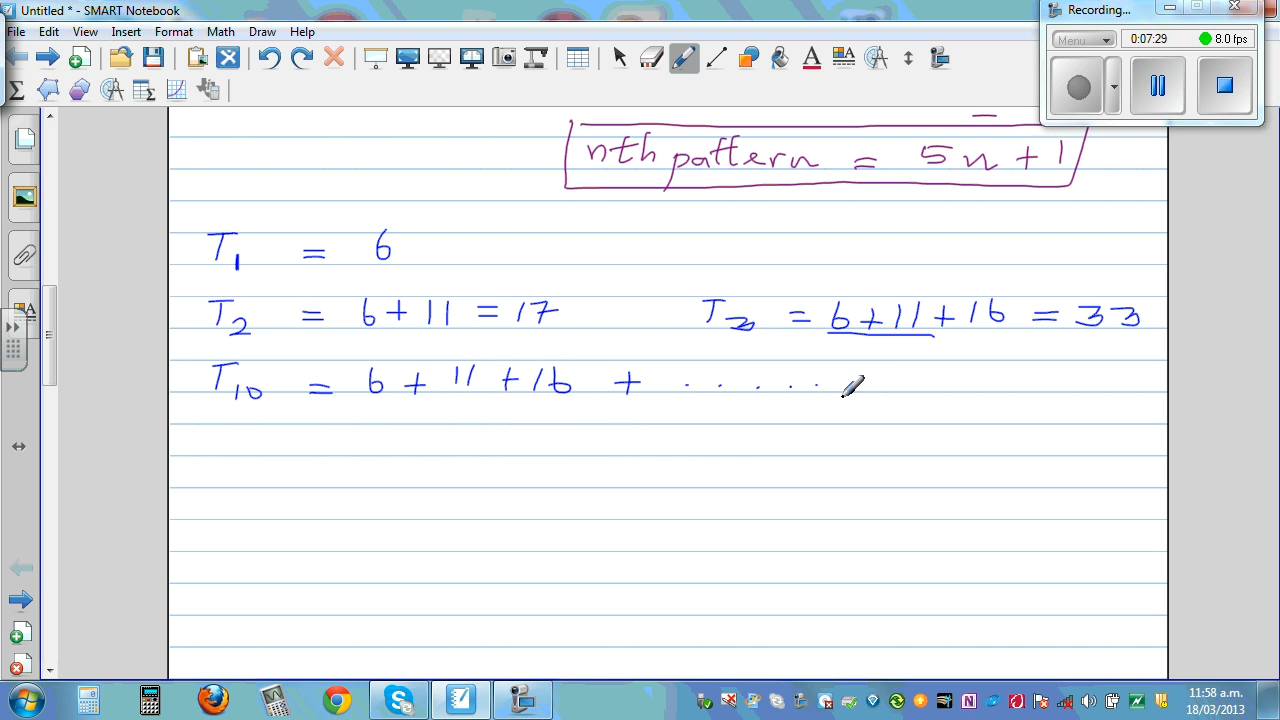 Untitled * - SMART Notebook
Recording...
File Edit View Insert Format Math Draw Help
Menu
0:07:29
8.0 fps
nth pattern = 5n + 1
T1 = 6
T2 = 6 + 11 = 17 T3 = 6 + 11 + 16 = 33
T10 = 6 + 11 + 16 + . . . . .
11:58 a.m.
18/03/2013